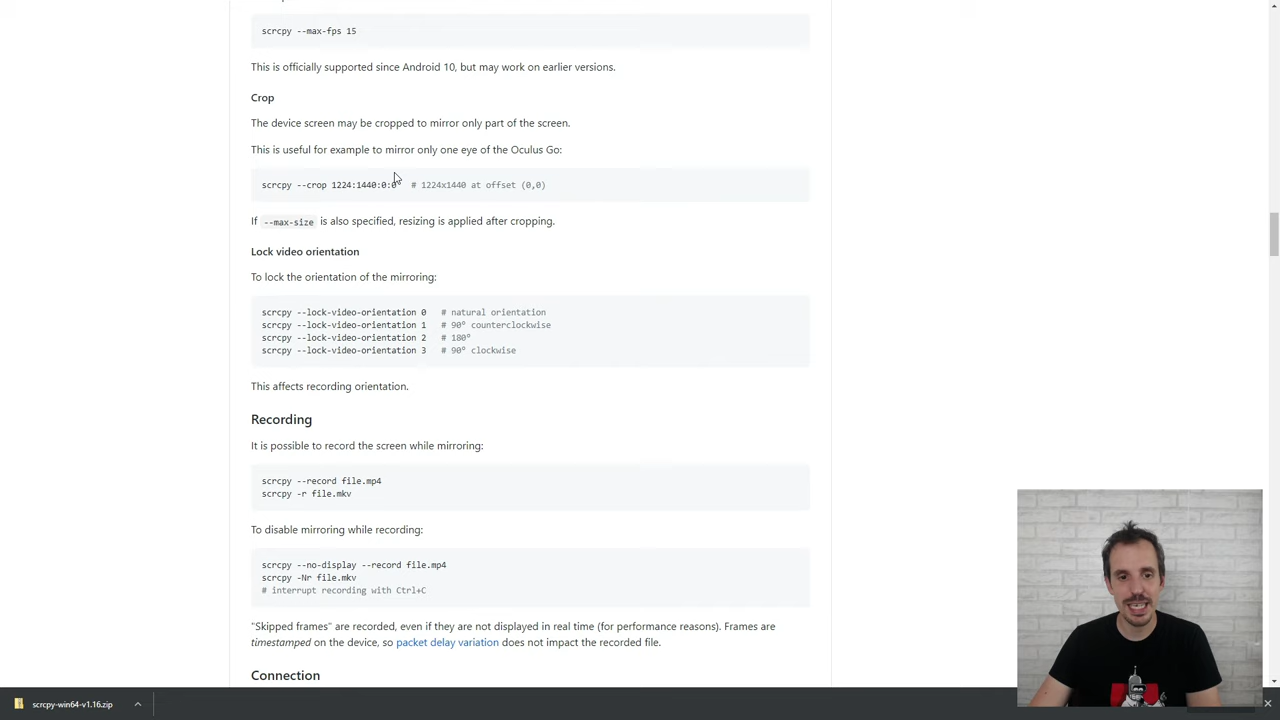 scrcpy --max-fps 15
This is officially supported since Android 10, but may work on earlier versions.
Crop
The device screen may be cropped to mirror only part of the screen.
This is useful for example to mirror only one eye of the Oculus Go:
scrcpy --crop 1224:1440:0:0   # 1224x1440 at offset (0,0)
If --max-size is also specified, resizing is applied after cropping.
Lock video orientation
To lock the orientation of the mirroring:
scrcpy --lock-video-orientation 0   # natural orientation
scrcpy --lock-video-orientation 1   # 90° counterclockwise
scrcpy --lock-video-orientation 2   # 180°
scrcpy --lock-video-orientation 3   # 90° clockwise
This affects recording orientation.
Recording
It is possible to record the screen while mirroring:
scrcpy --record file.mp4
scrcpy -r file.mkv
To disable mirroring while recording:
scrcpy --no-display --record file.mp4
scrcpy -Nr file.mkv
# interrupt recording with Ctrl+C
"Skipped frames" are recorded, even if they are not displayed in real time (for performance reasons). Frames are
timestamped on the device, so packet delay variation does not impact the recorded file.
Connection
scrcpy-win64-v1.16.zip